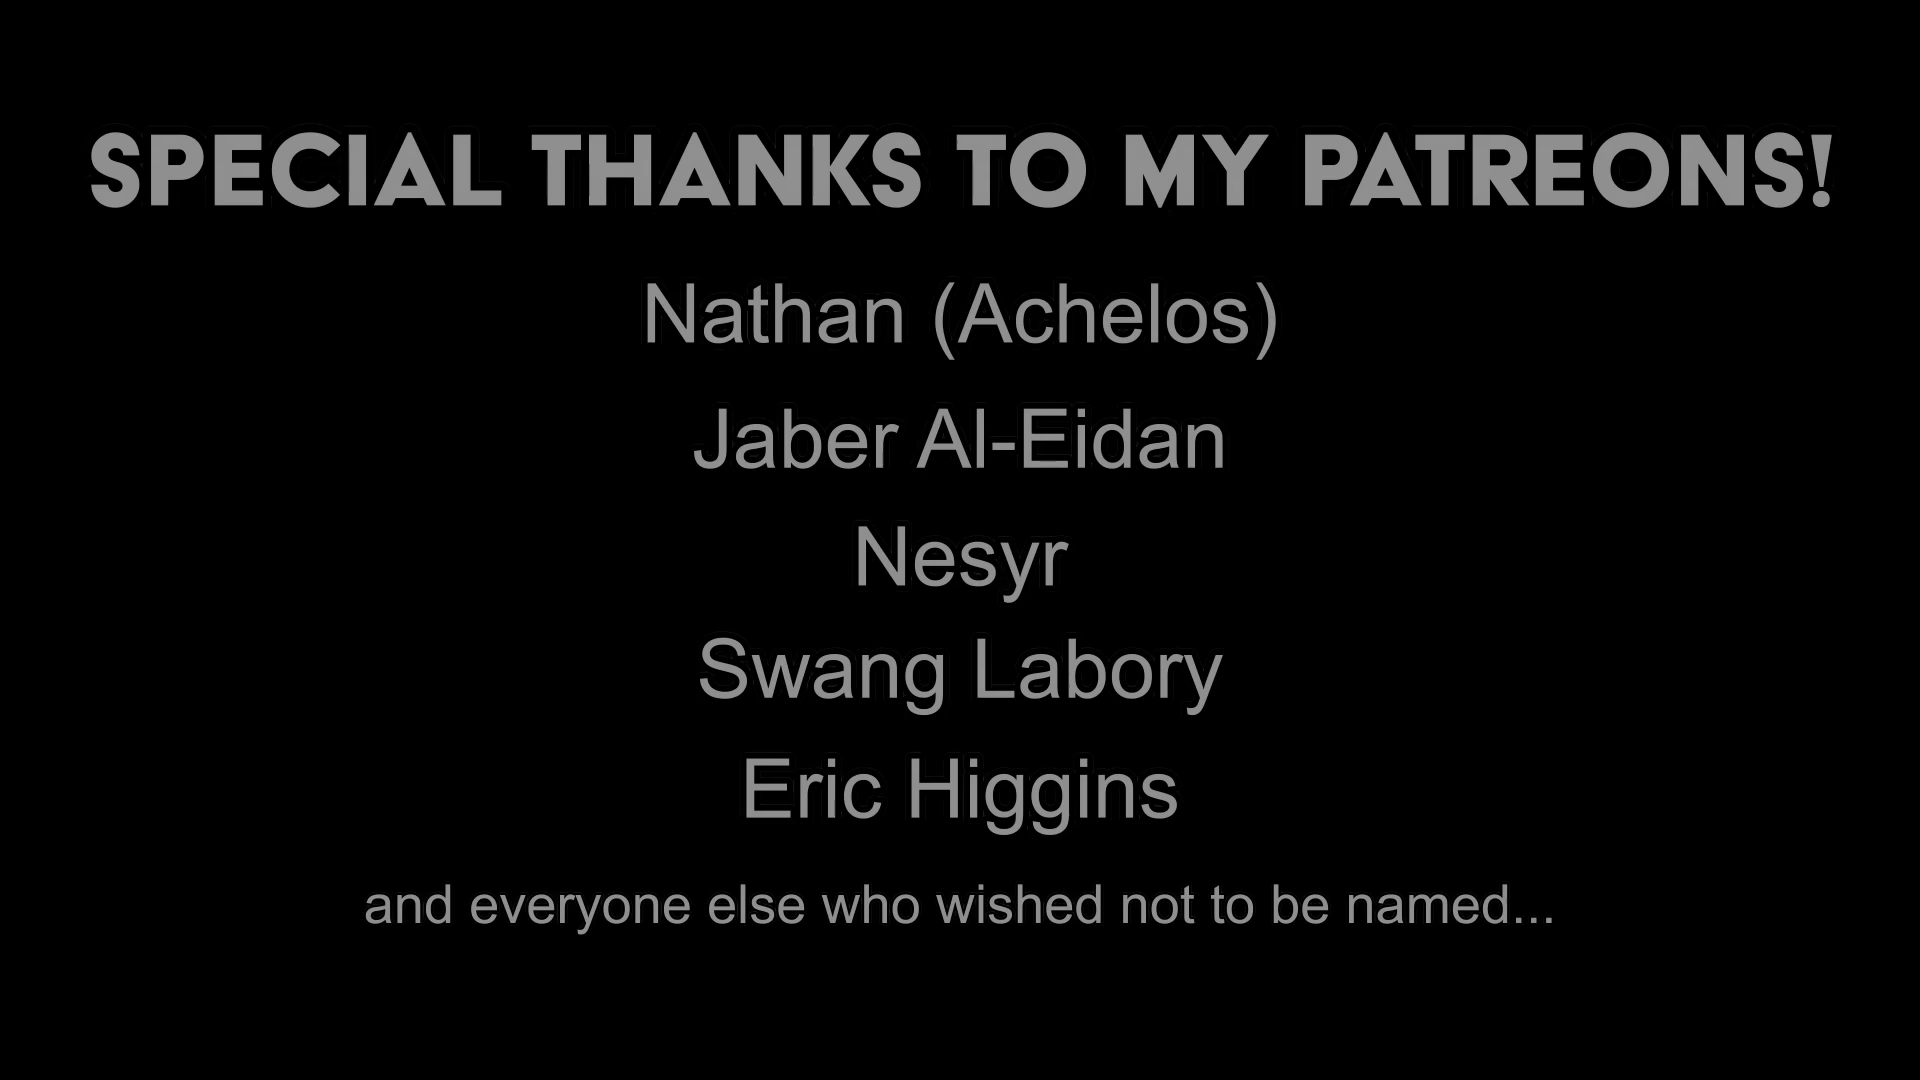 SPECIAL THANKS TO MY PATREONS!
Nathan (Achelos)
Jaber Al-Eidan
Nesyr
Swang Labory
Eric Higgins
and everyone else who wished not to be named...